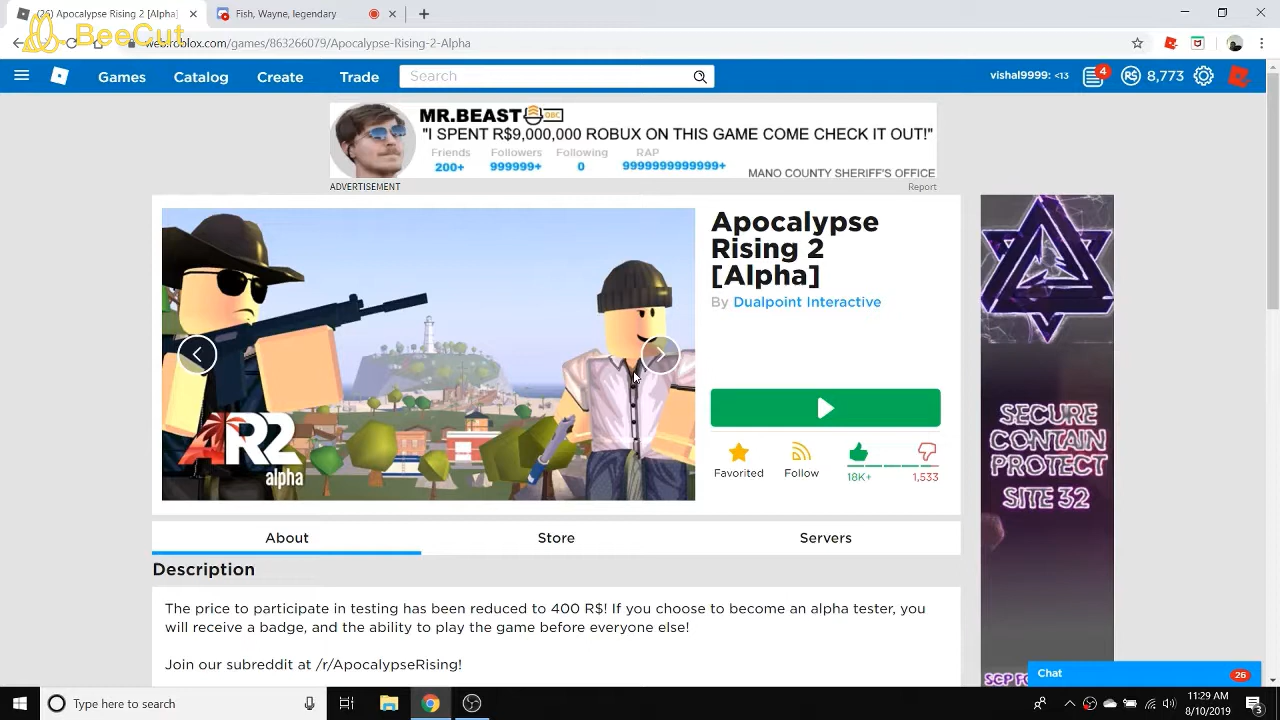 (26) Apocalypse Rising 2 [Alpha]
Fish, Wayne, legendary
BeeCut
web.roblox.com/games/863266079/Apocalypse-Rising-2-Alpha
Games
Catalog
Create
Trade
Search
vishal9999: <13
4
R$
8,773
MR.BEAST OBC
"I SPENT R$9,000,000 ROBUX ON THIS GAME COME CHECK IT OUT!"
Friends Followers Following RAP
200+ 999999+ 0 9999999999999+
MANO COUNTY SHERIFF'S OFFICE
ADVERTISEMENT
Report
AR2
alpha
Apocalypse
Rising 2
[Alpha]
By Dualpoint Interactive
Favorited
Follow
18K+
1,533
SECURE
CONTAIN
PROTECT
SITE 32
About
Store
Servers
Description
The price to participate in testing has been reduced to 400 R$! If you choose to become an alpha tester, you
will receive a badge, and the ability to play the game before everyone else!
Join our subreddit at /r/ApocalypseRising!
Chat
26
Type here to search
11:29 AM
8/10/2019
3